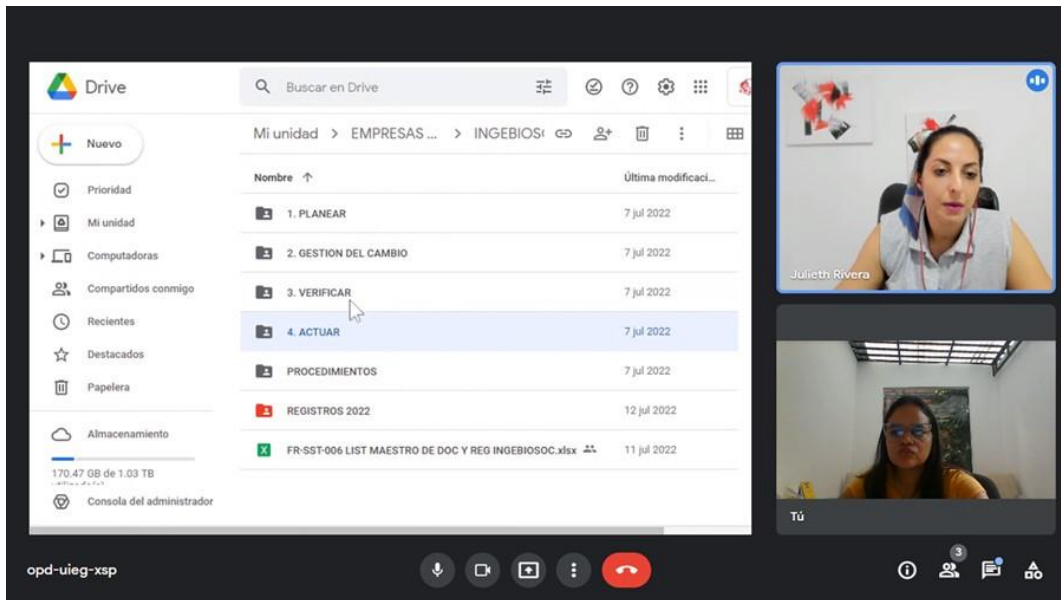 Drive
Buscar en Drive
Nuevo
Mi unidad > EMPRESAS ... > INGEBIOS
Nombre ↑ Última modificaci...
Prioridad
Mi unidad
Computadoras
Compartidos conmigo
Recientes
Destacados
Papelera
Almacenamiento
170.47 GB de 1.03 TB
Consola del administrador
1. PLANEAR 7 jul 2022
2. GESTION DEL CAMBIO 7 jul 2022
3. VERIFICAR 7 jul 2022
4. ACTUAR 7 jul 2022
PROCEDIMIENTOS 7 jul 2022
REGISTROS 2022 12 jul 2022
FR-SST-006 LIST MAESTRO DE DOC Y REG INGEBIOSOC.xlsx 11 jul 2022
Julieth Rivera
Tú
opd-uieg-xsp
3